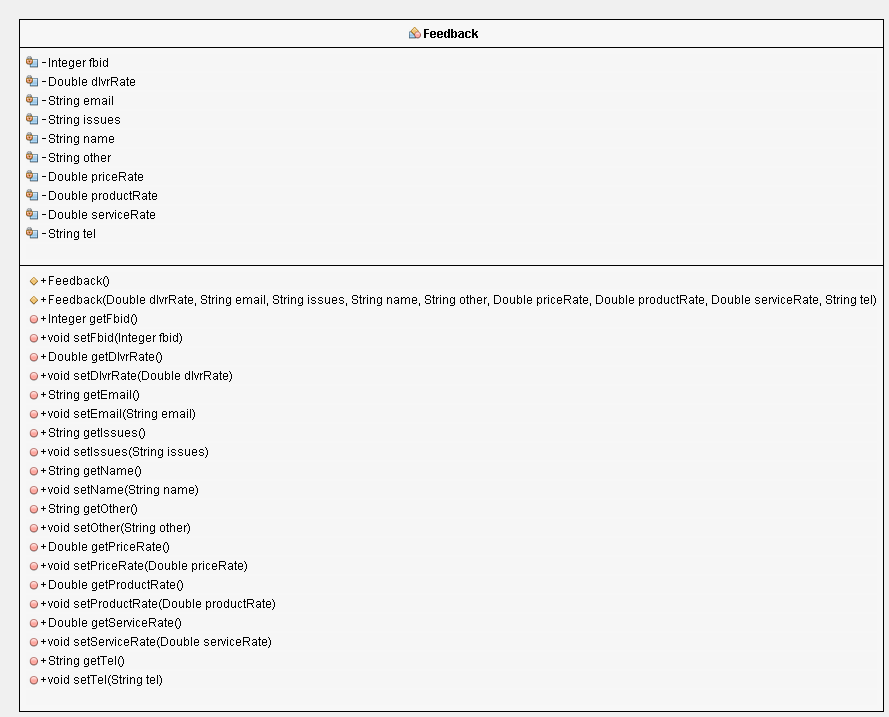 Feedback
-Integer fbid
-Double dlvrRate
-String email
-String issues
-String name
-String other
-Double priceRate
-Double productRate
-Double serviceRate
-String tel
+Feedback()
+Feedback(Double dlvrRate, String email, String issues, String name, String other, Double priceRate, Double productRate, Double serviceRate, String tel)
+Integer getFbid()
+void setFbid(Integer fbid)
+Double getDlvrRate()
+void setDlvrRate(Double dlvrRate)
+String getEmail()
+void setEmail(String email)
+String getIssues()
+void setIssues(String issues)
+String getName()
+void setName(String name)
+String getOther()
+void setOther(String other)
+Double getPriceRate()
+void setPriceRate(Double priceRate)
+Double getProductRate()
+void setProductRate(Double productRate)
+Double getServiceRate()
+void setServiceRate(Double serviceRate)
+String getTel()
+void setTel(String tel)